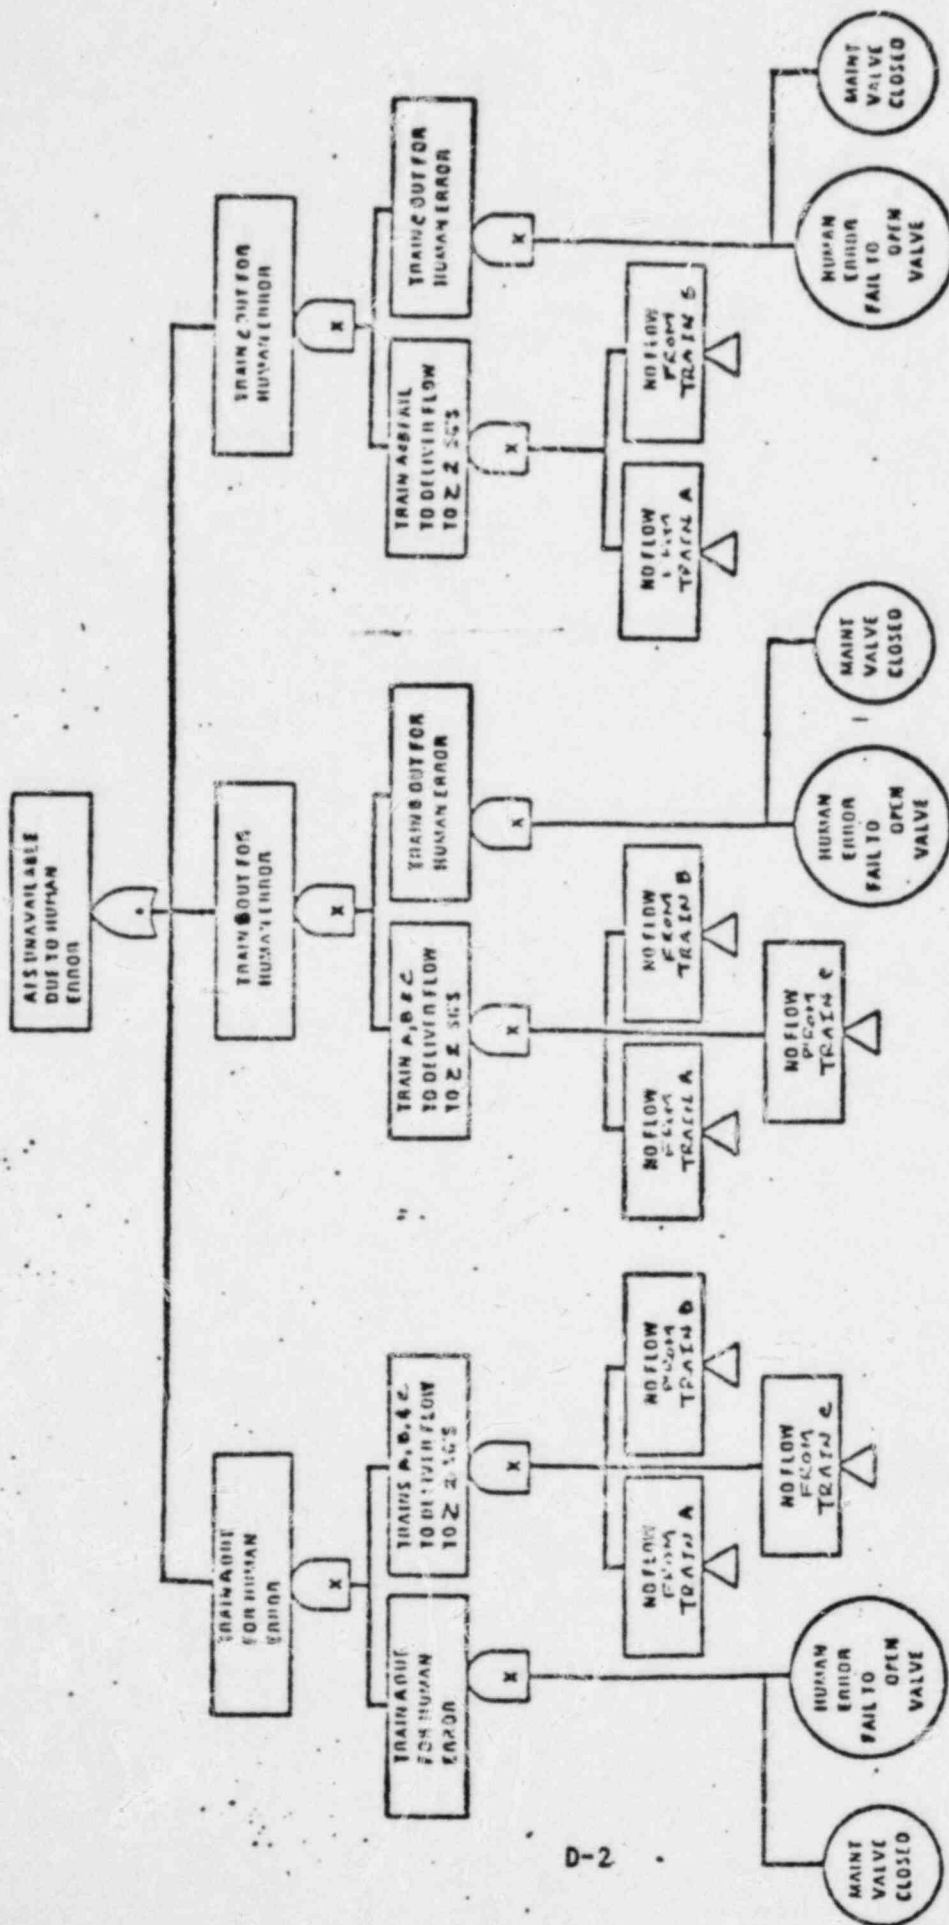 AFS UNAVAILABLE
DUE TO HUMAN
ERROR
TRAIN A OUT
FOR HUMAN
ERROR
TRAIN B OUT FOR
HUMAN ERROR
TRAIN C OUT FOR
HUMAN ERROR
TRAIN A OUT
FOR HUMAN
ERROR
TRAINS A, B, & C
TO DELIVER FLOW
TO ≥ 2 SG'S
TRAIN A, B & C
TO DELIVER FLOW
TO ≥ 2 SG'S
TRAIN B OUT FOR
HUMAN ERROR
TRAIN A&B FAIL
TO DELIVER FLOW
TO ≥ 2 SG'S
TRAIN C OUT FOR
HUMAN ERROR
NO FLOW
FROM
TRAIN A
NO FLOW
FROM
TRAIN B
NO FLOW
FROM
TRAIN A
NO FLOW
FROM
TRAIN B
NO FLOW
TRAIN A
NO FLOW
FROM
TRAIN B
NO FLOW
FROM
TRAIN C
NO FLOW
FROM
TRAIN C
MAINT
VALVE
CLOSED
HUMAN
ERROR
FAIL TO
OPEN
VALVE
HUMAN
ERROR
FAIL TO
OPEN
VALVE
MAINT
VALVE
CLOSED
HUMAN
ERROR
FAIL TO
OPEN
VALVE
MAINT
VALVE
CLOSED
X
X
X
X
X
X
X
X
X
D-2